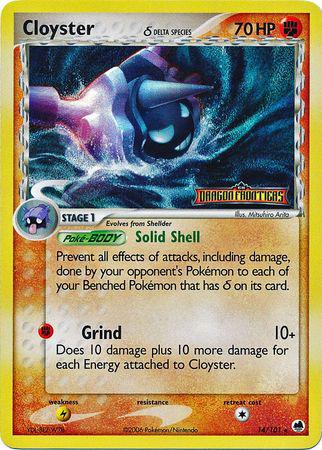 Cloyster δ DELTA SPECIES 70 HP
DRAGON FRONTIERS
Illus. Mitsuhiro Arita
STAGE 1 Evolves from Shellder
Poké-BODY Solid Shell
Prevent all effects of attacks, including damage,
done by your opponent's Pokémon to each of
your Benched Pokémon that has δ on its card.
Grind 10+
Does 10 damage plus 10 more damage for
each Energy attached to Cloyster.
weakness resistance retreat cost
©2006 Pokémon/Nintendo 14/101 ★